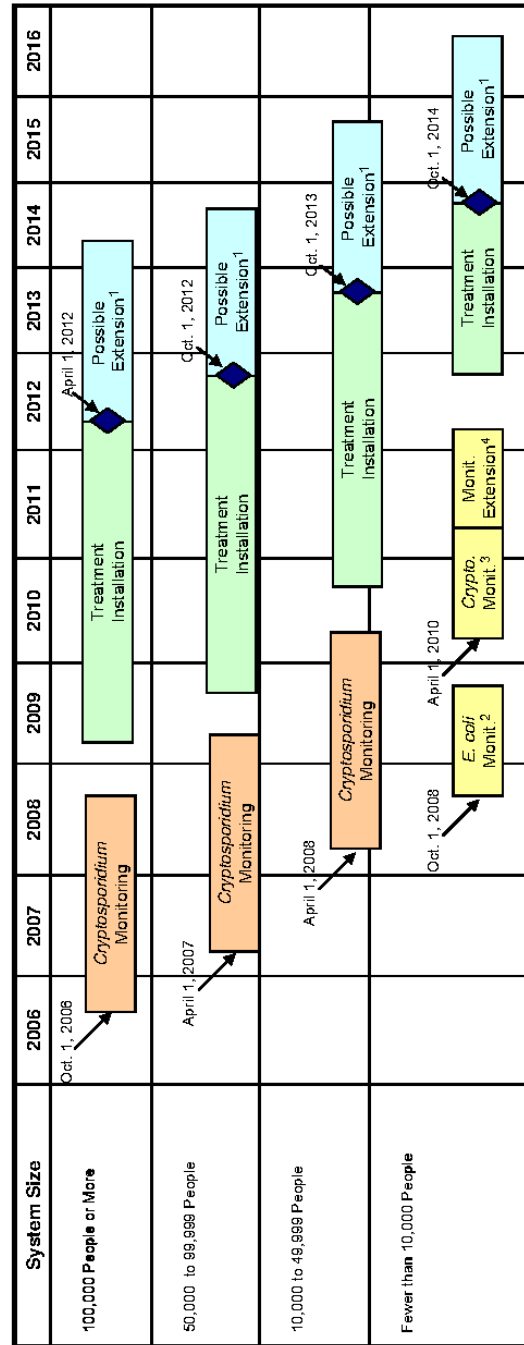 System Size 2006 2007 2008 2009 2010 2011 2012 2013 2014 2015 2016
100,000 People or More
Oct. 1, 2006
Cryptosporidium
Monitoring
Treatment
Installation
April 1, 2012
Possible
Extension1
50,000 to 99,999 People
April 1, 2007
Cryptosporidium
Monitoring
Treatment
Installation
Oct. 1, 2012
Possible
Extension1
10,000 to 49,999 People
April 1, 2008
Cryptosporidium
Monitoring
Treatment
Installation
Oct. 1, 2013
Possible
Extension1
Fewer than 10,000 People
Oct. 1, 2008
E. coli
Monit.2
April 1, 2010
Crypto.
Monit.3
Monit.
Extension4
Treatment
Installation
Oct. 1, 2014
Possible
Extension1